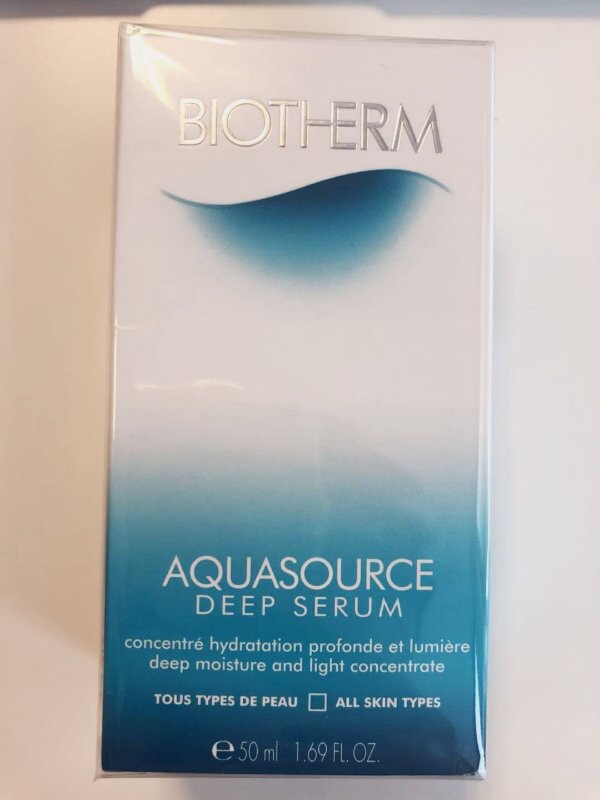 BIOTHERM
AQUASOURCE
DEEP SERUM
concentré hydratation profonde et lumière
deep moisture and light concentrate
TOUS TYPES DE PEAU □ ALL SKIN TYPES
℮ 50 ml 1.69 FL. OZ.